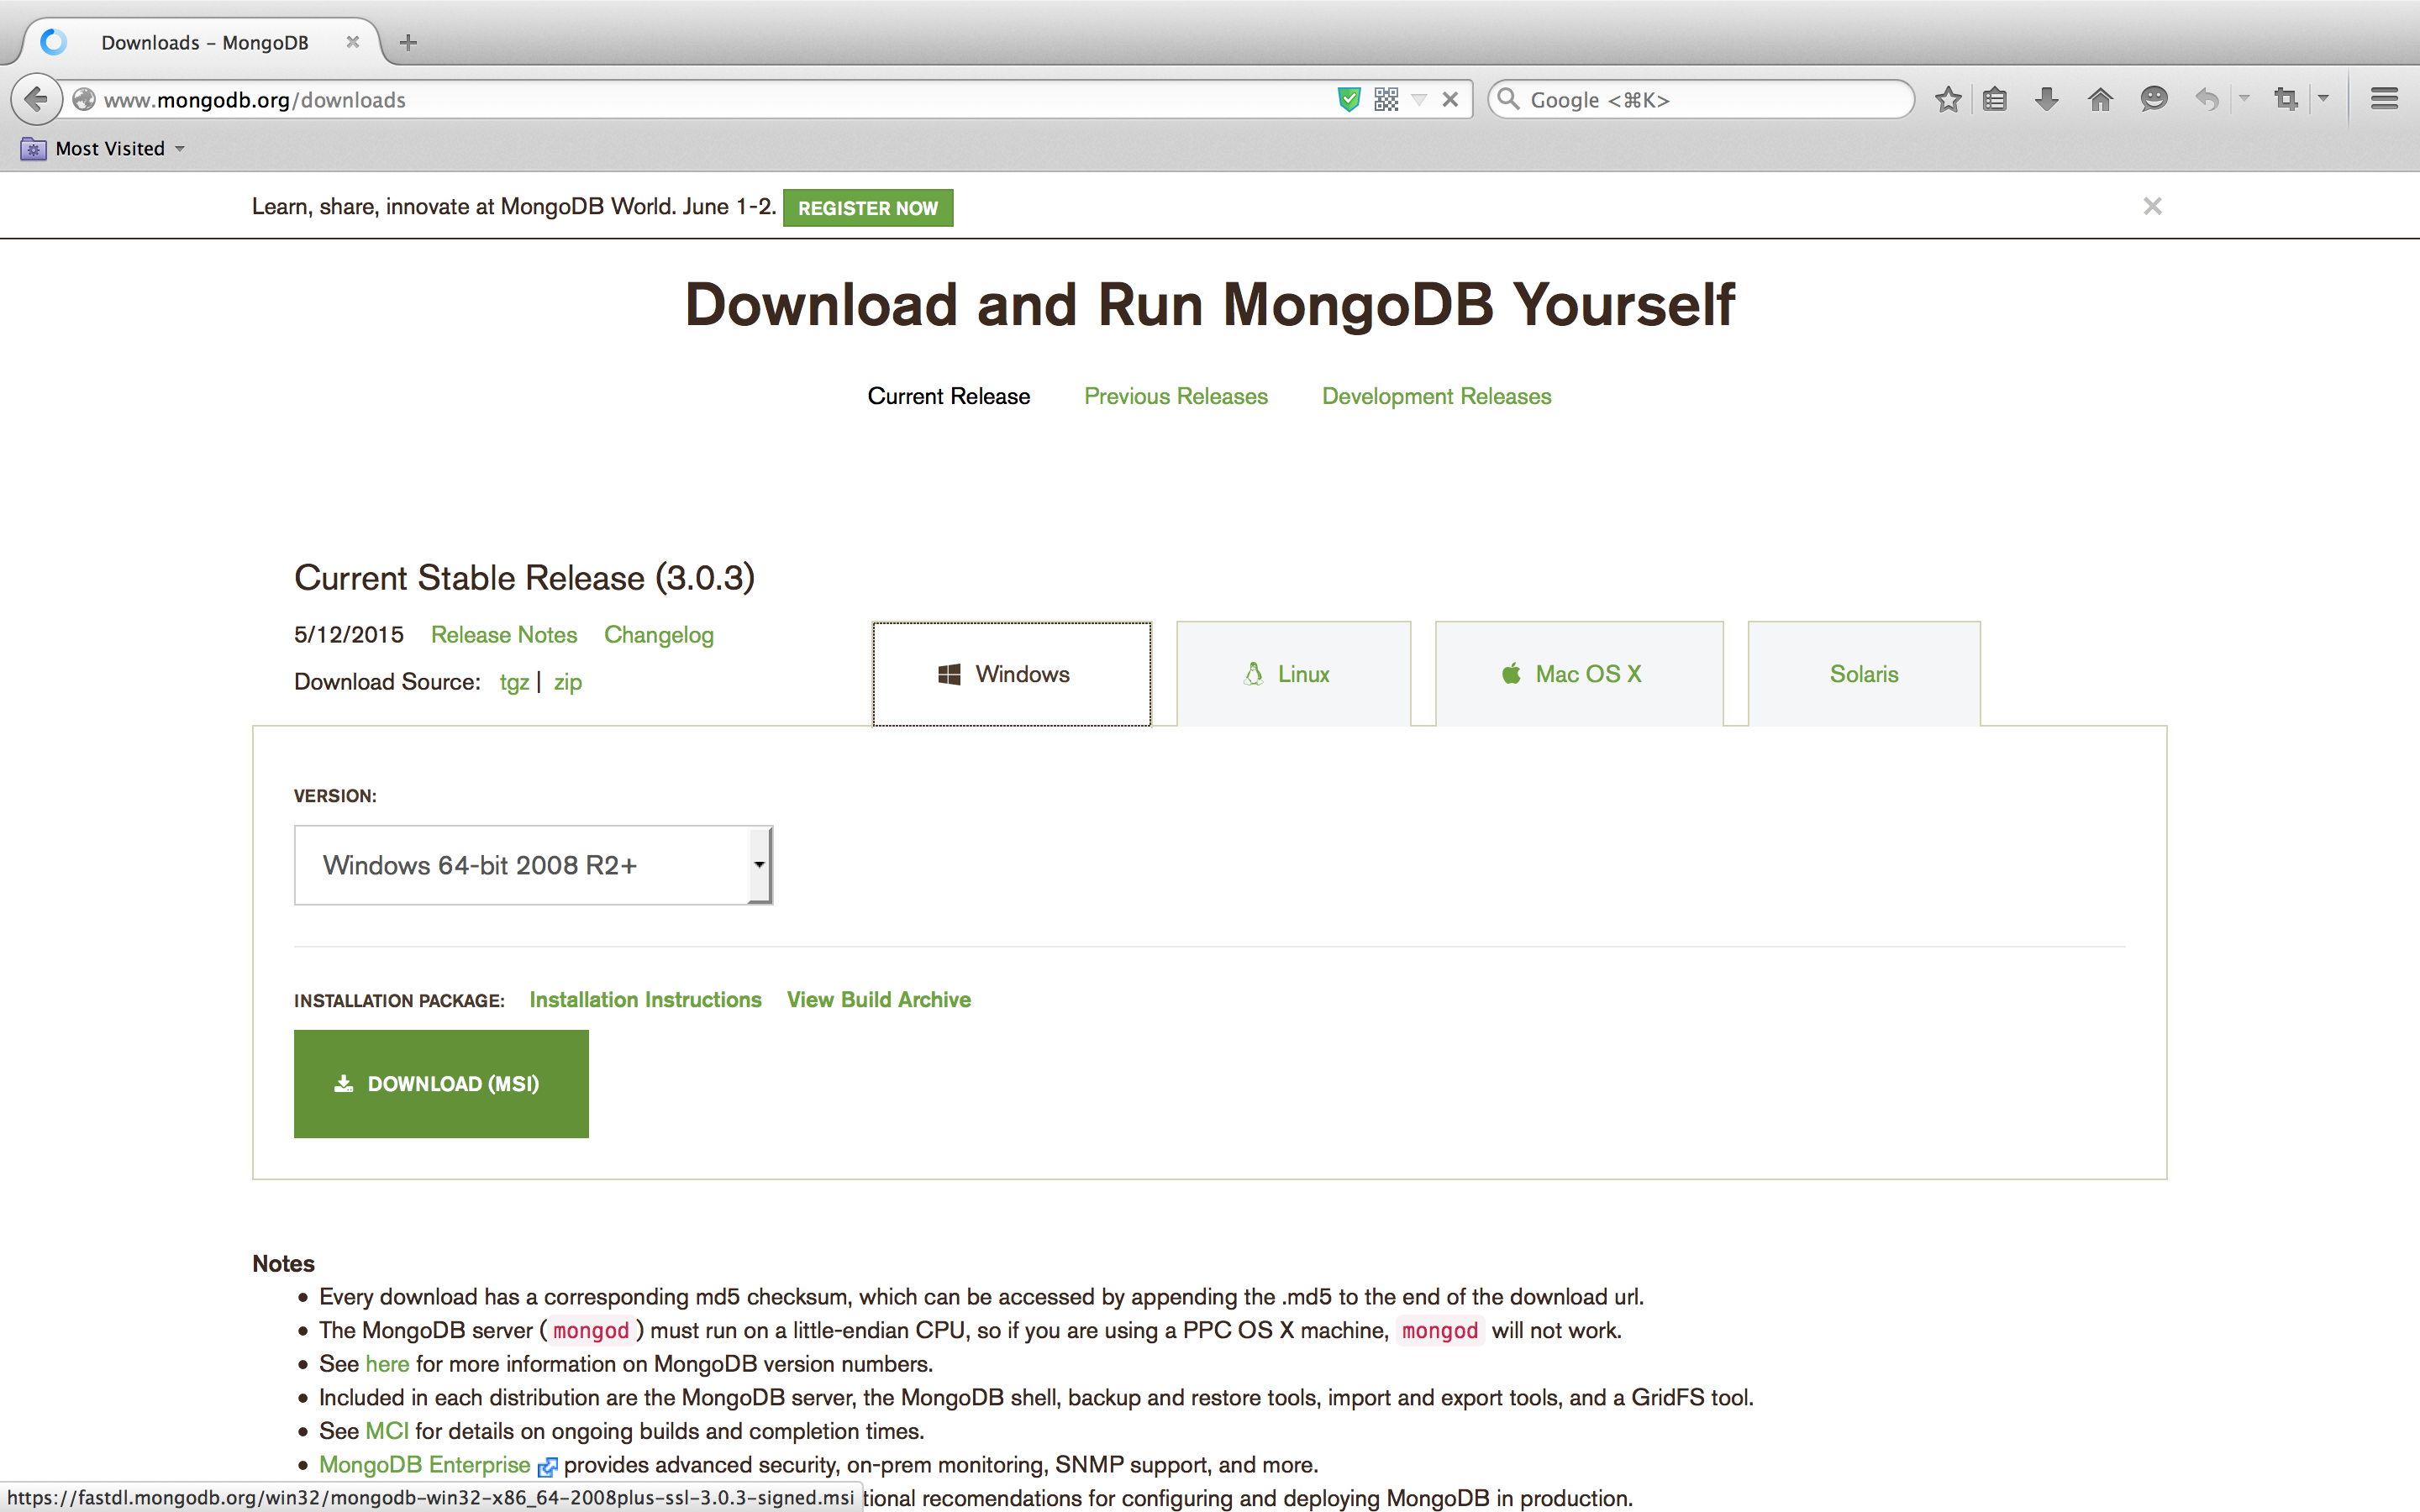 Downloads – MongoDB
www.mongodb.org/downloads
Google <⌘K>
Most Visited
Learn, share, innovate at MongoDB World. June 1-2. REGISTER NOW
Download and Run MongoDB Yourself
Current Release Previous Releases Development Releases
Current Stable Release (3.0.3)
5/12/2015 Release Notes Changelog
Download Source: tgz | zip
Windows Linux Mac OS X Solaris
VERSION:
Windows 64-bit 2008 R2+
INSTALLATION PACKAGE: Installation Instructions View Build Archive
DOWNLOAD (MSI)
Notes
Every download has a corresponding md5 checksum, which can be accessed by appending the .md5 to the end of the download url.
The MongoDB server (mongod) must run on a little-endian CPU, so if you are using a PPC OS X machine, mongod will not work.
See here for more information on MongoDB version numbers.
Included in each distribution are the MongoDB server, the MongoDB shell, backup and restore tools, import and export tools, and a GridFS tool.
See MCI for details on ongoing builds and completion times.
MongoDB Enterprise provides advanced security, on-prem monitoring, SNMP support, and more.
https://fastdl.mongodb.org/win32/mongodb-win32-x86_64-2008plus-ssl-3.0.3-signed.msi tional recomendations for configuring and deploying MongoDB in production.